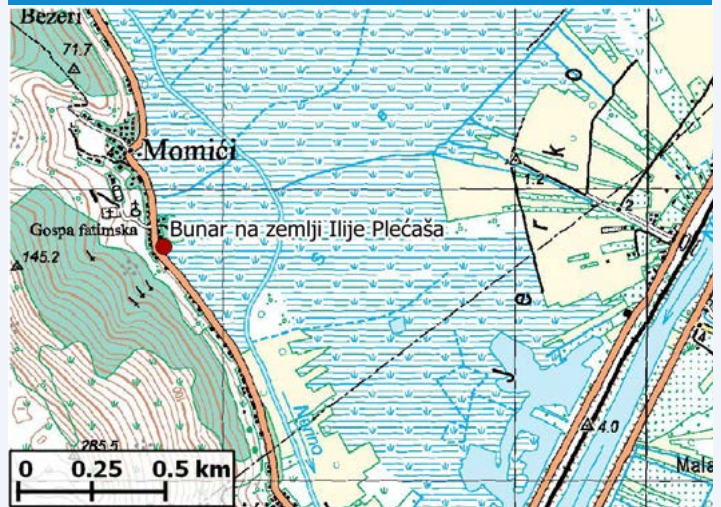 Bezeri
71.7
Momići
Gospa fatimska
Bunar na zemlji Ilije Plećaša
145.2
285.5
1.2
J e r k o
Norino
4.0
Mala
0 0.25 0.5 km